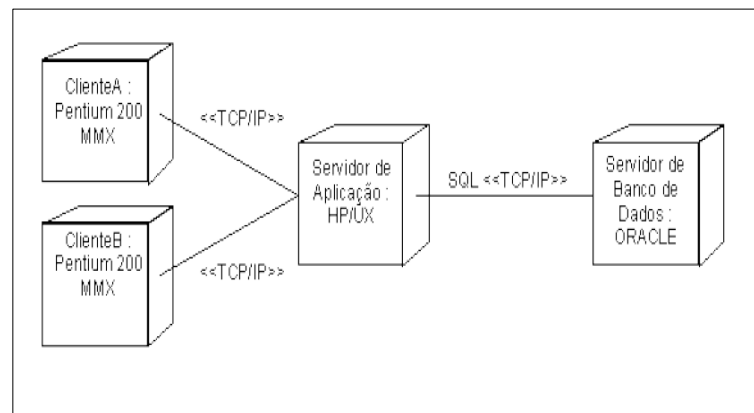 ClienteA :
Pentium 200
MMX
<<TCP/IP>>
Servidor de
Aplicação :
HP/UX
SQL <<TCP/IP>>
Servidor de
Banco de
Dados :
ORACLE
ClienteB :
Pentium 200
MMX
<<TCP/IP>>